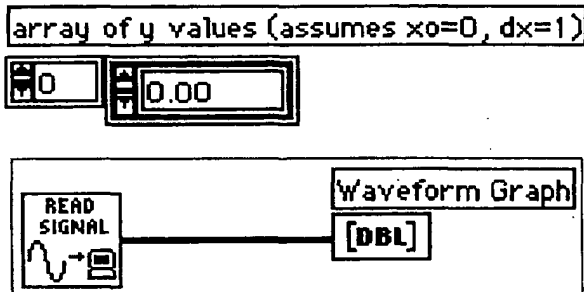 array of y values (assumes xo=0, dx=1)
0 0.00
Waveform Graph
READ
SIGNAL
[DBL]